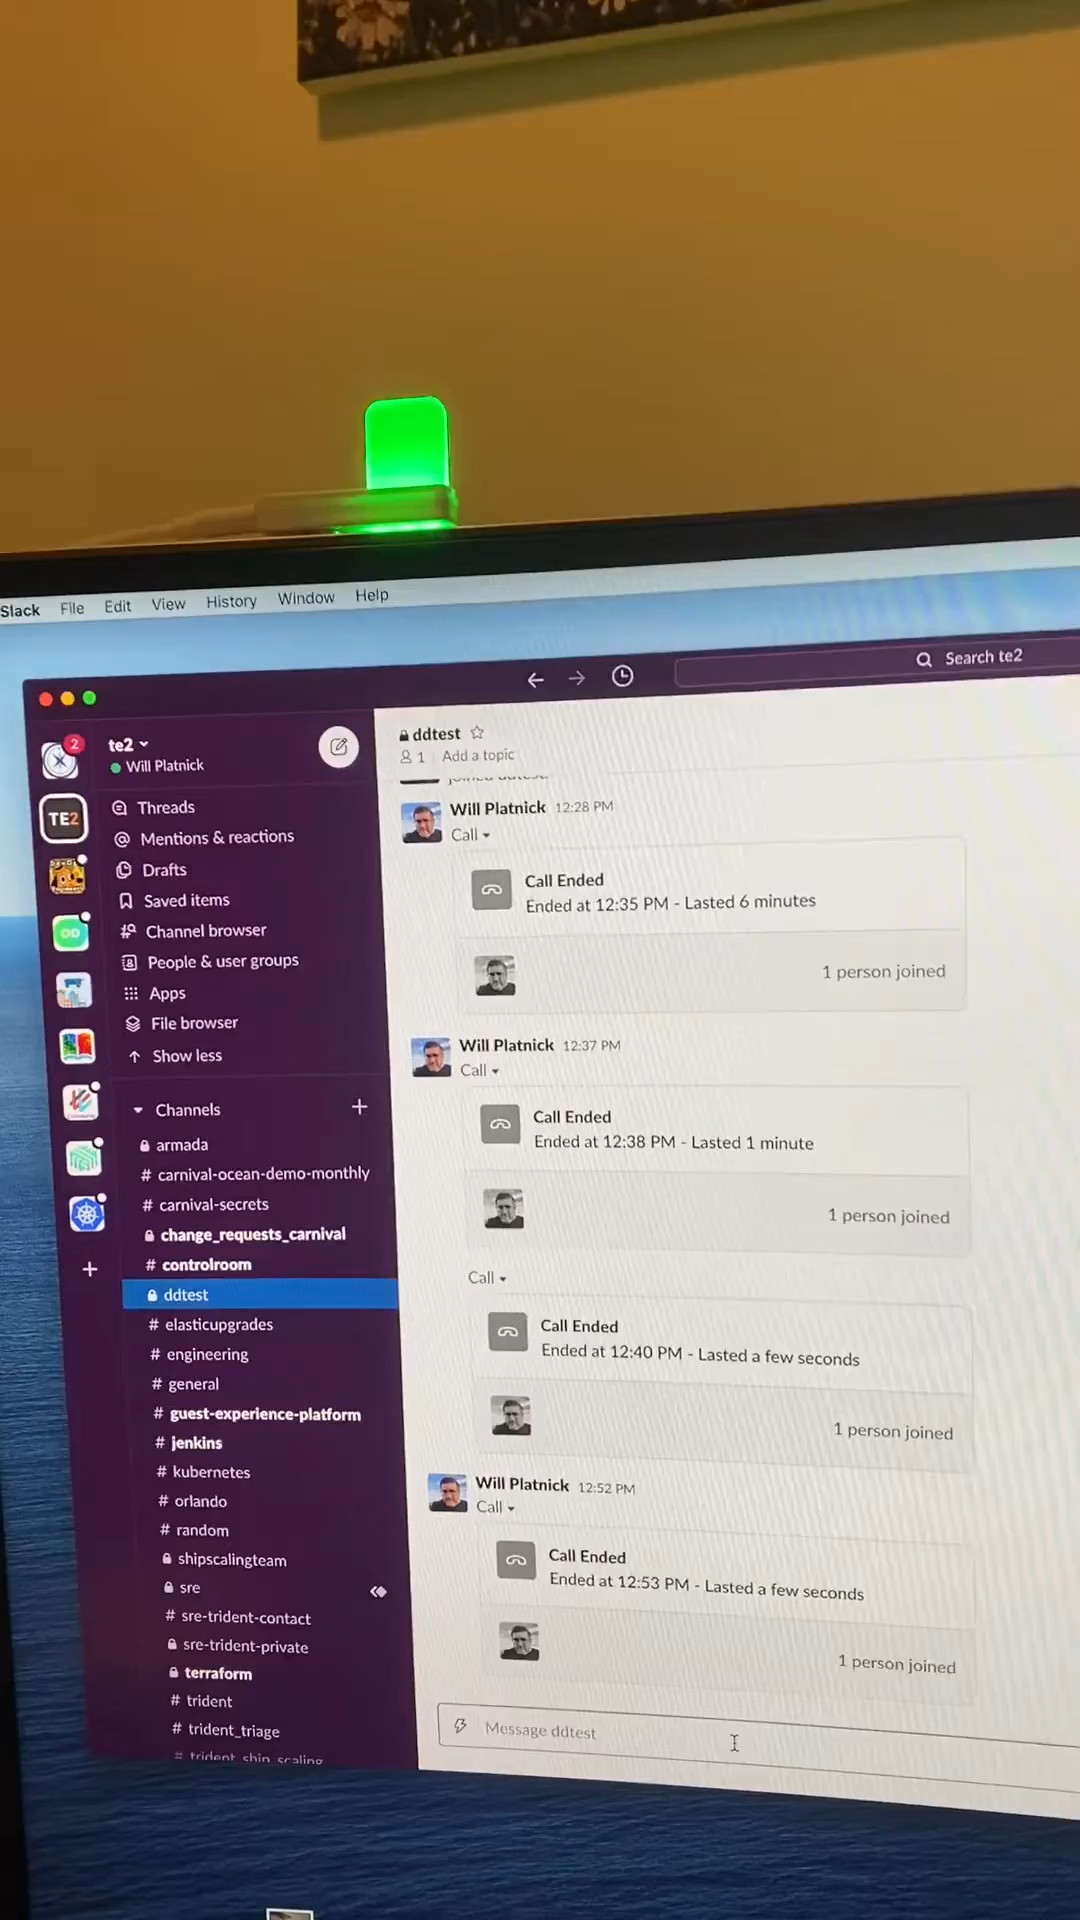 Slack File Edit View History Window Help
Search te2
2
te2
Will Platnick
TE2
OD
Threads
Mentions & reactions
Drafts
Saved items
Channel browser
People & user groups
Apps
File browser
Show less
Channels
armada
# carnival-ocean-demo-monthly
# carnival-secrets
change_requests_carnival
# controlroom
ddtest
# elasticupgrades
# engineering
# general
# guest-experience-platform
# jenkins
# kubernetes
# orlando
# random
shipscalingteam
sre
# sre-trident-contact
sre-trident-private
terraform
# trident
# trident_triage
# trident_ship_scaling
ddtest
1 Add a topic
Will Platnick 12:28 PM
Call
Call Ended
Ended at 12:35 PM - Lasted 6 minutes
1 person joined
Will Platnick 12:37 PM
Call
Call Ended
Ended at 12:38 PM - Lasted 1 minute
1 person joined
Call
Call Ended
Ended at 12:40 PM - Lasted a few seconds
1 person joined
Will Platnick 12:52 PM
Call
Call Ended
Ended at 12:53 PM - Lasted a few seconds
1 person joined
Message ddtest